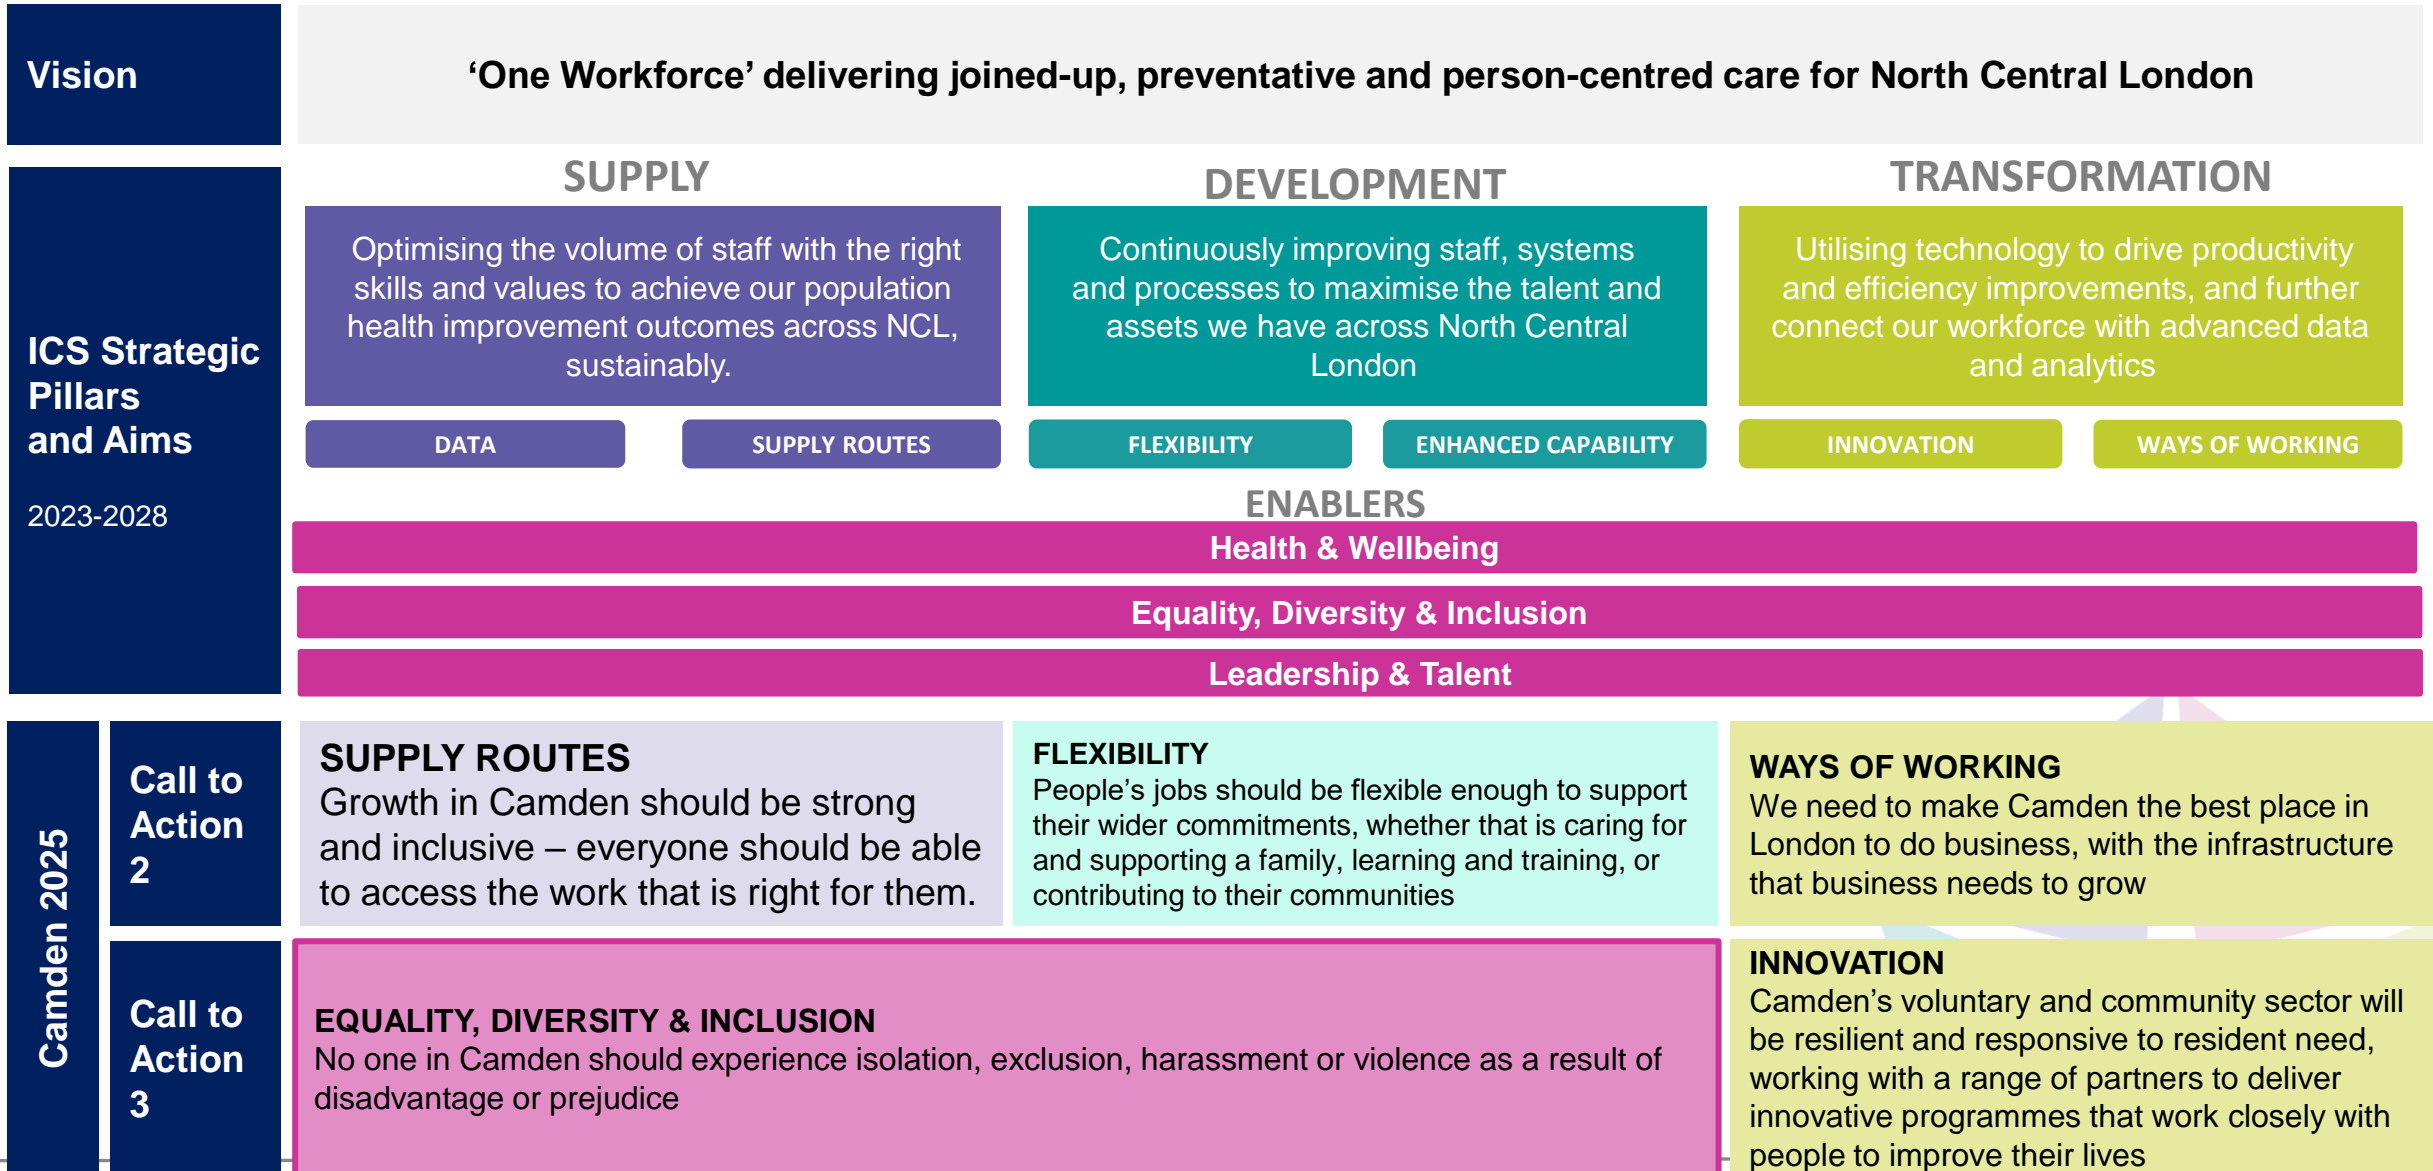 Vision
‘One Workforce’ delivering joined-up, preventative and person-centred care for North Central London
ICS Strategic
Pillars
and Aims
2023-2028
SUPPLY
Optimising the volume of staff with the right
skills and values to achieve our population
health improvement outcomes across NCL,
sustainably.
DATA
SUPPLY ROUTES
DEVELOPMENT
Continuously improving staff, systems
and processes to maximise the talent and
assets we have across North Central
London
FLEXIBILITY
ENHANCED CAPABILITY
TRANSFORMATION
Utilising technology to drive productivity
and efficiency improvements, and further
connect our workforce with advanced data
and analytics
INNOVATION
WAYS OF WORKING
ENABLERS
Health & Wellbeing
Equality, Diversity & Inclusion
Leadership & Talent
Camden 2025
Call to
Action
2
SUPPLY ROUTES
Growth in Camden should be strong
and inclusive – everyone should be able
to access the work that is right for them.
FLEXIBILITY
People’s jobs should be flexible enough to support
their wider commitments, whether that is caring for
and supporting a family, learning and training, or
contributing to their communities
WAYS OF WORKING
We need to make Camden the best place in
London to do business, with the infrastructure
that business needs to grow
Call to
Action
3
EQUALITY, DIVERSITY & INCLUSION
No one in Camden should experience isolation, exclusion, harassment or violence as a result of
disadvantage or prejudice
INNOVATION
Camden’s voluntary and community sector will
be resilient and responsive to resident need,
working with a range of partners to deliver
innovative programmes that work closely with
people to improve their lives